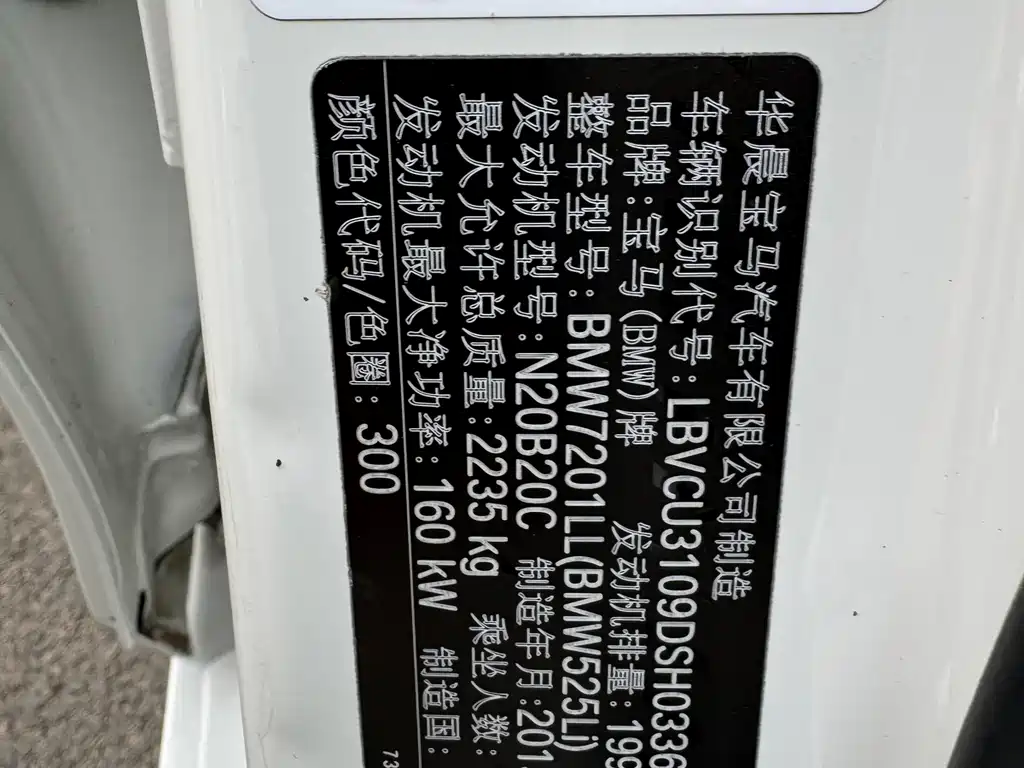 华晨宝马汽车有限公司制造
车辆识别代号:LBVCU3109DSH0336
品牌:宝马(BMW)牌 发动机排量:199
整车型号:BMW7201LL(BMW525Li)
发动机型号:N20B20C 制造年月:201
最大允许总质量:2235 kg 乘坐人数:
发动机最大净功率:160 kW 制造国:
颜色代码/色圈:300
73